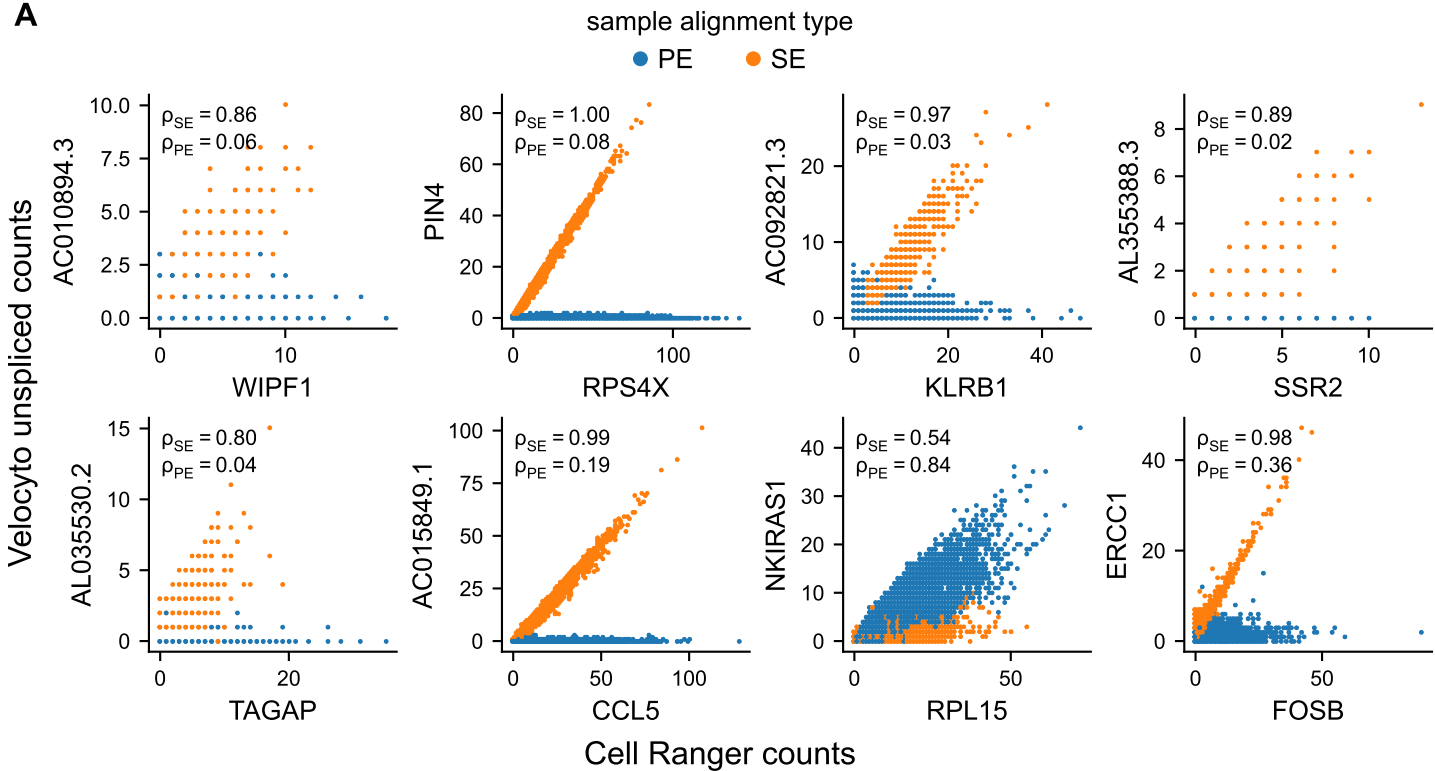 A
sample alignment type
PE SE
Velocyto unspliced counts
AC010894.3
10.0
7.5
5.0
2.5
0.0
ρSE = 0.86
ρPE = 0.06
0 10
WIPF1
PIN4
80
60
40
20
0
ρSE = 1.00
ρPE = 0.08
0 100
RPS4X
AC092821.3
20
10
0
ρSE = 0.97
ρPE = 0.03
0 20 40
KLRB1
AL355388.3
8
6
4
2
0
ρSE = 0.89
ρPE = 0.02
0 5 10
SSR2
AL035530.2
15
10
5
0
ρSE = 0.80
ρPE = 0.04
0 20
TAGAP
AC015849.1
100
75
50
25
0
ρSE = 0.99
ρPE = 0.19
0 50 100
CCL5
NKIRAS1
40
30
20
10
0
ρSE = 0.54
ρPE = 0.84
0 50
RPL15
ERCC1
40
20
0
ρSE = 0.98
ρPE = 0.36
0 50
FOSB
Cell Ranger counts